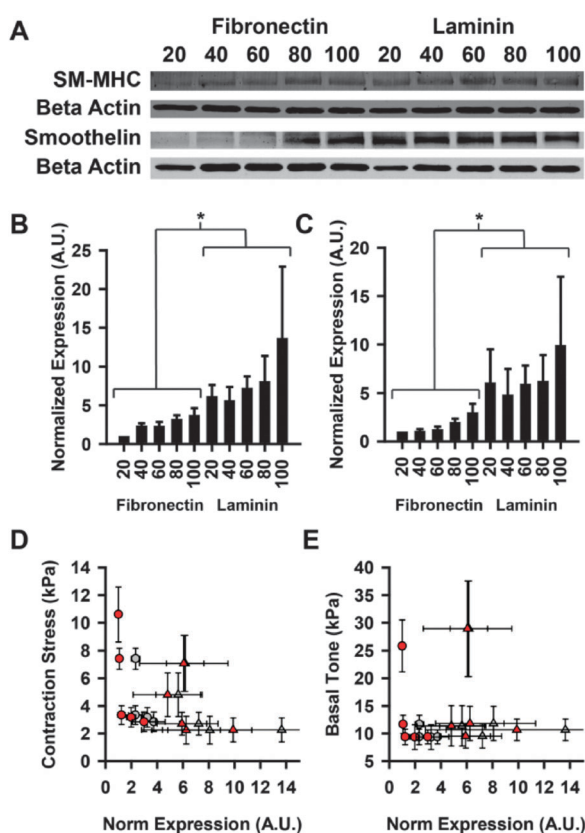 A
Fibronectin Laminin
20 40 60 80 100 20 40 60 80 100
SM-MHC
Beta Actin
Smoothelin
Beta Actin
B
*
Normalized Expression (A.U.)
25
20
15
10
5
0
20 40 60 80 100 20 40 60 80 100
Fibronectin Laminin
C
*
Normalized Expression (A.U.)
20
15
10
5
0
20 40 60 80 100 20 40 60 80 100
Fibronectin Laminin
D
Contraction Stress (kPa)
14
12
10
8
6
4
2
0
0 2 4 6 8 10 12 14
Norm Expression (A.U.)
E
Basal Tone (kPa)
40
35
30
25
20
15
10
5
0 2 4 6 8 10 12 14
Norm Expression (A.U.)